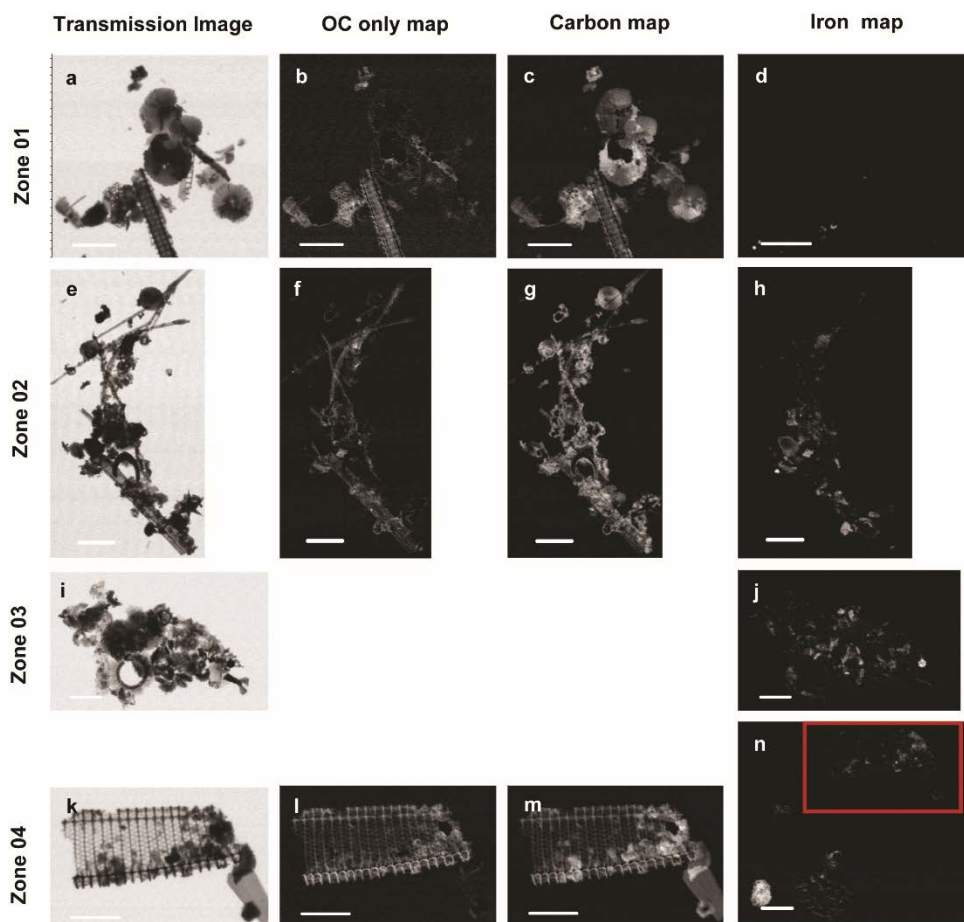 Transmission Image OC only map Carbon map Iron map
Zone 01
a b c d
Zone 02
e f g h
Zone 03
i j
Zone 04
n
k l m